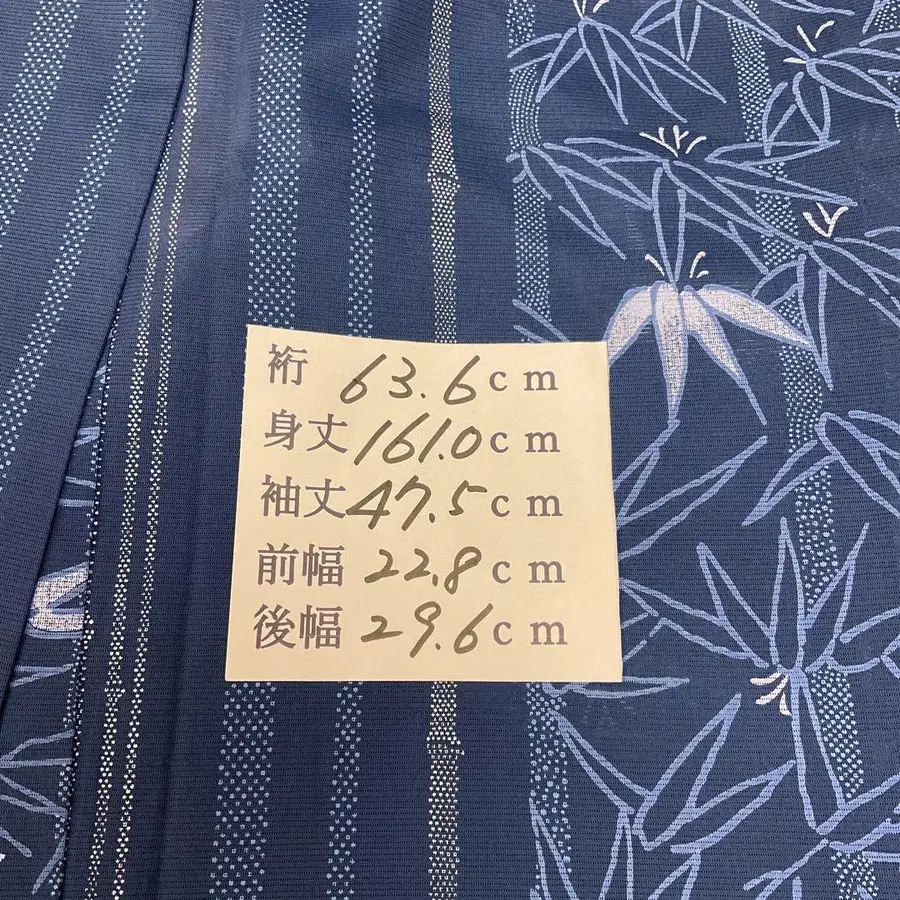 裄 63.6cm
身丈 161.0cm
袖丈 47.5cm
前幅 22.8cm
後幅 29.6cm